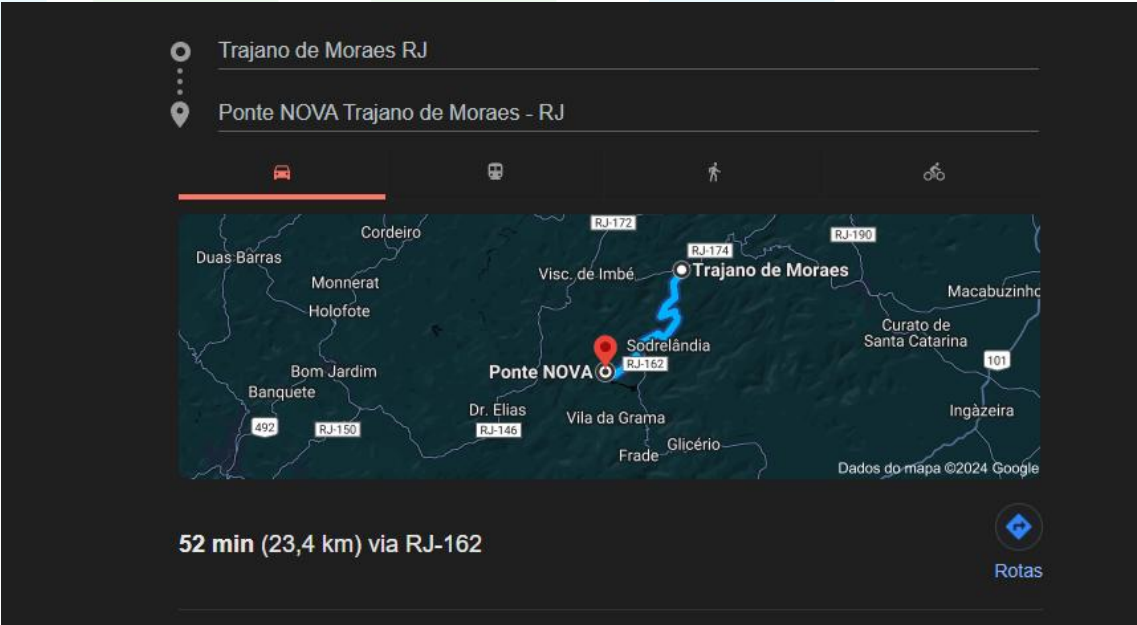 Trajano de Moraes RJ
Ponte NOVA Trajano de Moraes - RJ
RJ-172
Cordeiro
RJ-190
RJ-174
Duas Barras
Visc. de Imbé
Trajano de Moraes
Monnerat
Macabuzinho
Holofote
Curato de
Santa Catarina
Sodrelândia
101
RJ-162
Bom Jardim
Ponte NOVA
Banquete
Dr. Elias
Vila da Grama
Ingàzeira
492
RJ-150
RJ-146
Glicério
Frade
Dados do mapa ©2024 Google
52 min (23,4 km) via RJ-162
Rotas